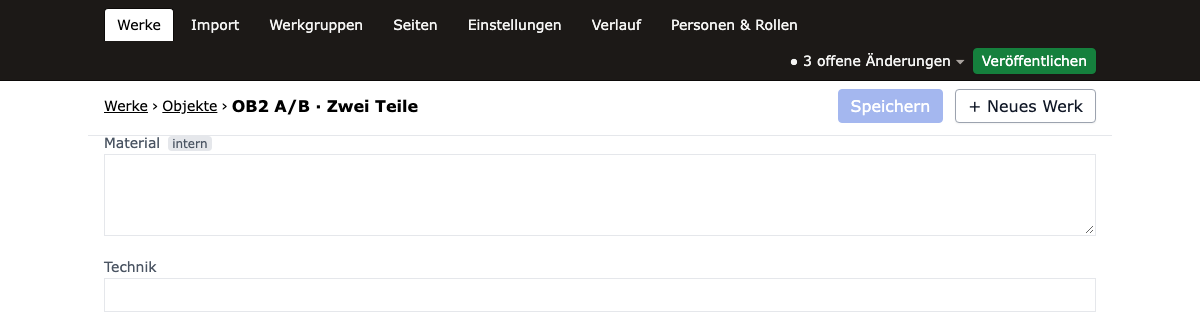 Werke Import Werkgruppen Seiten Einstellungen Verlauf Personen & Rollen
● 3 offene Änderungen Veröffentlichen
Werke › Objekte › OB2 A/B · Zwei Teile Speichern + Neues Werk
Material intern
Technik